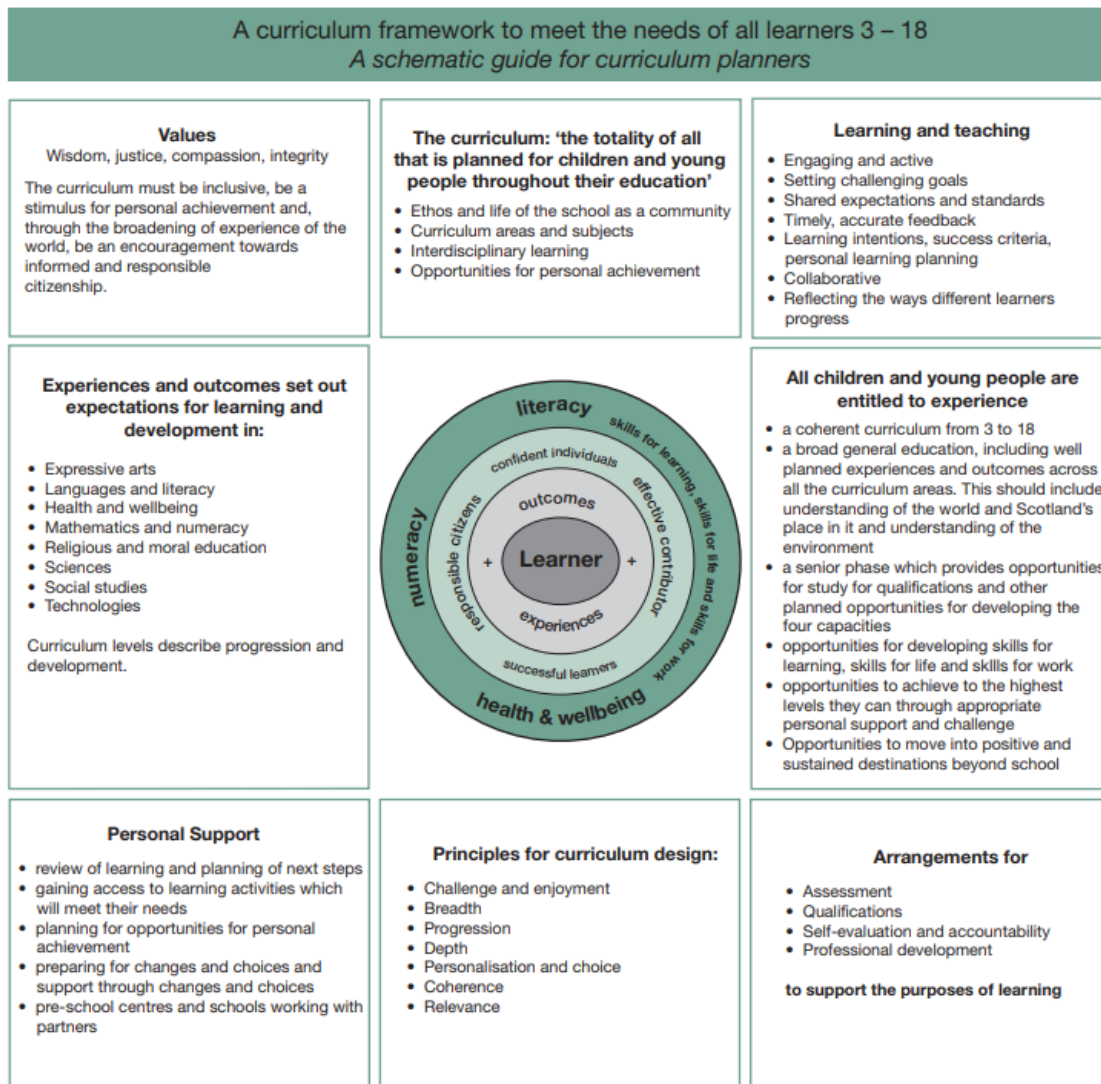 A curriculum framework to meet the needs of all learners 3 – 18
A schematic guide for curriculum planners
Values
Wisdom, justice, compassion, integrity
The curriculum must be inclusive, be a
stimulus for personal achievement and,
through the broadening of experience of the
world, be an encouragement towards
informed and responsible
citizenship.
The curriculum: ‘the totality of all
that is planned for children and young
people throughout their education’
• Ethos and life of the school as a community
• Curriculum areas and subjects
• Interdisciplinary learning
• Opportunities for personal achievement
Learning and teaching
• Engaging and active
• Setting challenging goals
• Shared expectations and standards
• Timely, accurate feedback
• Learning intentions, success criteria,
personal learning planning
• Collaborative
• Reflecting the ways different learners
progress
Experiences and outcomes set out
expectations for learning and
development in:
• Expressive arts
• Languages and literacy
• Health and wellbeing
• Mathematics and numeracy
• Religious and moral education
• Sciences
• Social studies
• Technologies
Curriculum levels describe progression and
development.
literacy
skills for learning, skills for life and skills for work
health & wellbeing
numeracy
confident individuals
effective contributor
successful learners
responsible citizens
outcomes
+ Learner +
experiences
All children and young people are
entitled to experience
• a coherent curriculum from 3 to 18
• a broad general education, including well
planned experiences and outcomes across
all the curriculum areas. This should include
understanding of the world and Scotland’s
place in it and understanding of the
environment
• a senior phase which provides opportunities
for study for qualifications and other
planned opportunities for developing the
four capacities
• opportunities for developing skills for
learning, skills for life and skllls for work
• opportunities to achieve to the highest
levels they can through appropriate
personal support and challenge
• Opportunities to move into positive and
sustained destinations beyond school
Personal Support
• review of learning and planning of next steps
• gaining access to learning activities which
will meet their needs
• planning for opportunities for personal
achievement
• preparing for changes and choices and
support through changes and choices
• pre-school centres and schools working with
partners
Principles for curriculum design:
• Challenge and enjoyment
• Breadth
• Progression
• Depth
• Personalisation and choice
• Coherence
• Relevance
Arrangements for
• Assessment
• Qualifications
• Self-evaluation and accountability
• Professional development
to support the purposes of learning